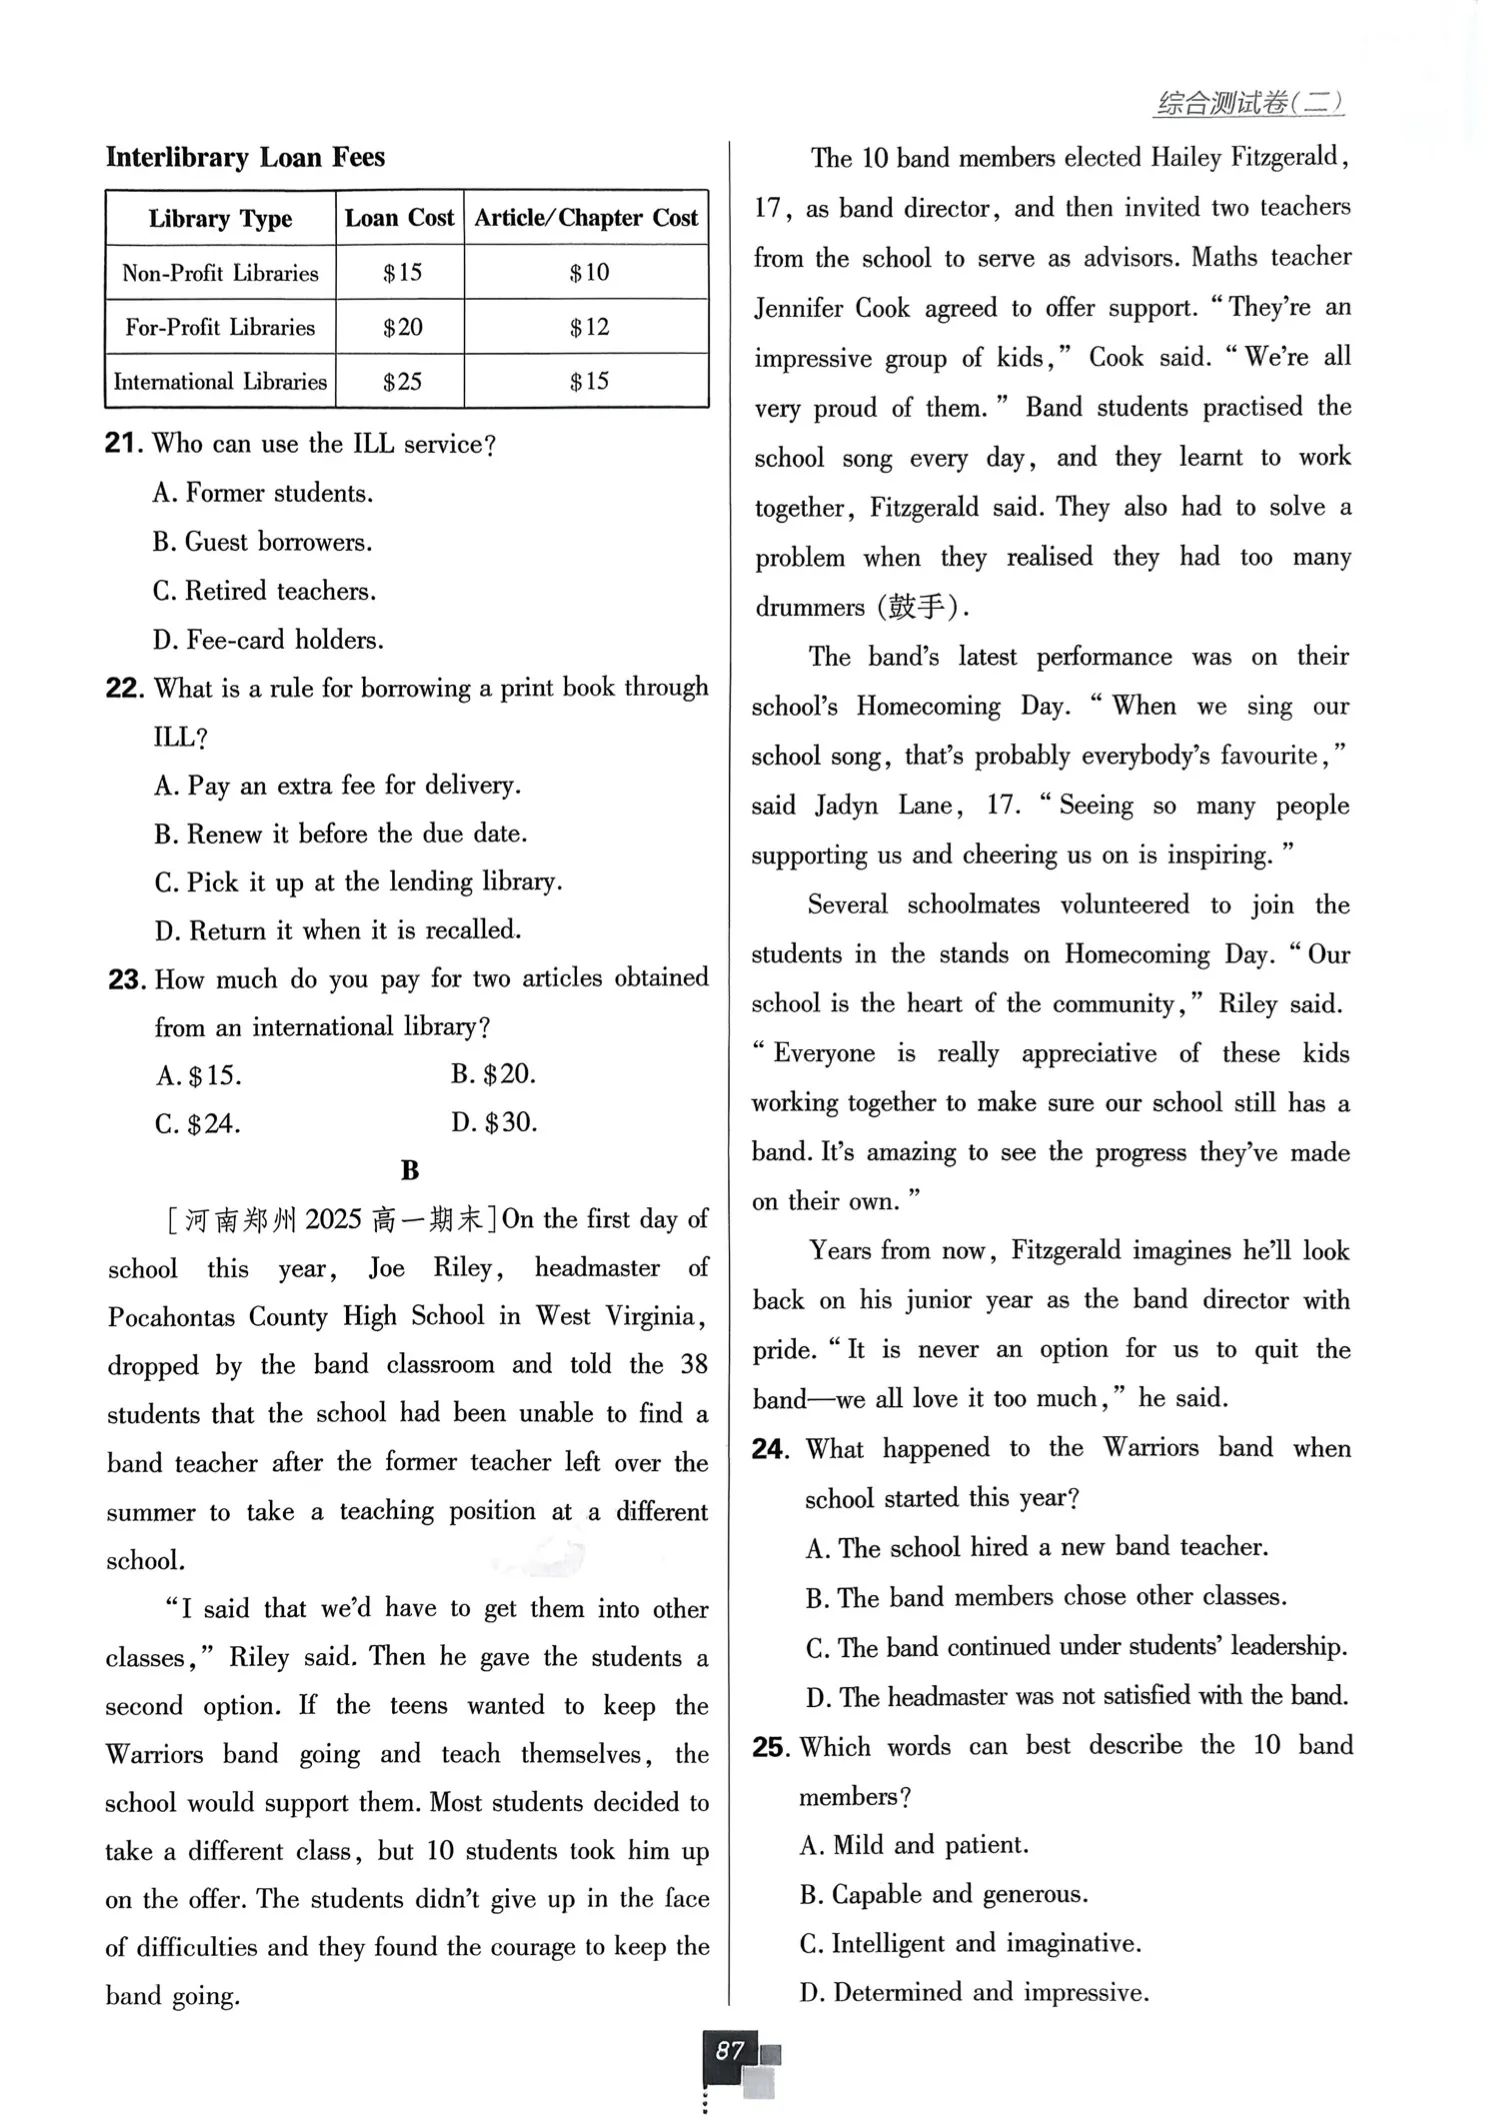 综合测试卷(二)
Interlibrary Loan Fees
Library Type Loan Cost Article/Chapter Cost
Non-Profit Libraries $15 $10
For-Profit Libraries $20 $12
International Libraries $25 $15
21. Who can use the ILL service?
A. Former students.
B. Guest borrowers.
C. Retired teachers.
D. Fee-card holders.
22. What is a rule for borrowing a print book through
ILL?
A. Pay an extra fee for delivery.
B. Renew it before the due date.
C. Pick it up at the lending library.
D. Return it when it is recalled.
23. How much do you pay for two articles obtained
from an international library?
A. $15. B. $20.
C. $24. D. $30.
B
[河南郑州2025高一期末]On the first day of
school this year, Joe Riley, headmaster of
Pocahontas County High School in West Virginia,
dropped by the band classroom and told the 38
students that the school had been unable to find a
band teacher after the former teacher left over the
summer to take a teaching position at a different
school.
“I said that we’d have to get them into other
classes,” Riley said. Then he gave the students a
second option. If the teens wanted to keep the
Warriors band going and teach themselves, the
school would support them. Most students decided to
take a different class, but 10 students took him up
on the offer. The students didn’t give up in the face
of difficulties and they found the courage to keep the
band going.
The 10 band members elected Hailey Fitzgerald,
17, as band director, and then invited two teachers
from the school to serve as advisors. Maths teacher
Jennifer Cook agreed to offer support. “They’re an
impressive group of kids,” Cook said. “We’re all
very proud of them.” Band students practised the
school song every day, and they learnt to work
together, Fitzgerald said. They also had to solve a
problem when they realised they had too many
drummers (鼓手).
The band’s latest performance was on their
school’s Homecoming Day. “When we sing our
school song, that’s probably everybody’s favourite,”
said Jadyn Lane, 17. “Seeing so many people
supporting us and cheering us on is inspiring.”
Several schoolmates volunteered to join the
students in the stands on Homecoming Day. “Our
school is the heart of the community,” Riley said.
“Everyone is really appreciative of these kids
working together to make sure our school still has a
band. It’s amazing to see the progress they’ve made
on their own.”
Years from now, Fitzgerald imagines he’ll look
back on his junior year as the band director with
pride. “It is never an option for us to quit the
band—we all love it too much,” he said.
24. What happened to the Warriors band when
school started this year?
A. The school hired a new band teacher.
B. The band members chose other classes.
C. The band continued under students’ leadership.
D. The headmaster was not satisfied with the band.
25. Which words can best describe the 10 band
members?
A. Mild and patient.
B. Capable and generous.
C. Intelligent and imaginative.
D. Determined and impressive.
87